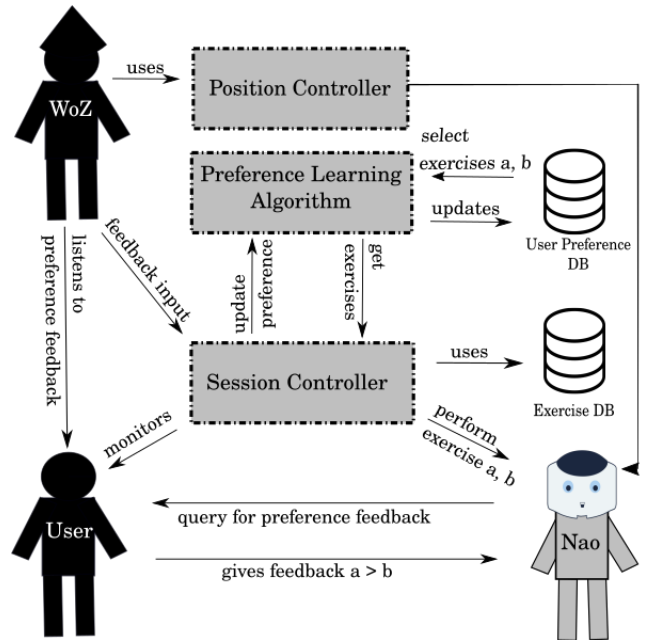 WoZ
uses
Position Controller
select
exercises a, b
Preference Learning
Algorithm
updates
User Preference
DB
listens to
preference feedback
feedback input
update
preference
get
exercises
Session Controller
uses
Exercise DB
monitors
perform
exercise a, b
User
query for preference feedback
Nao
gives feedback a > b